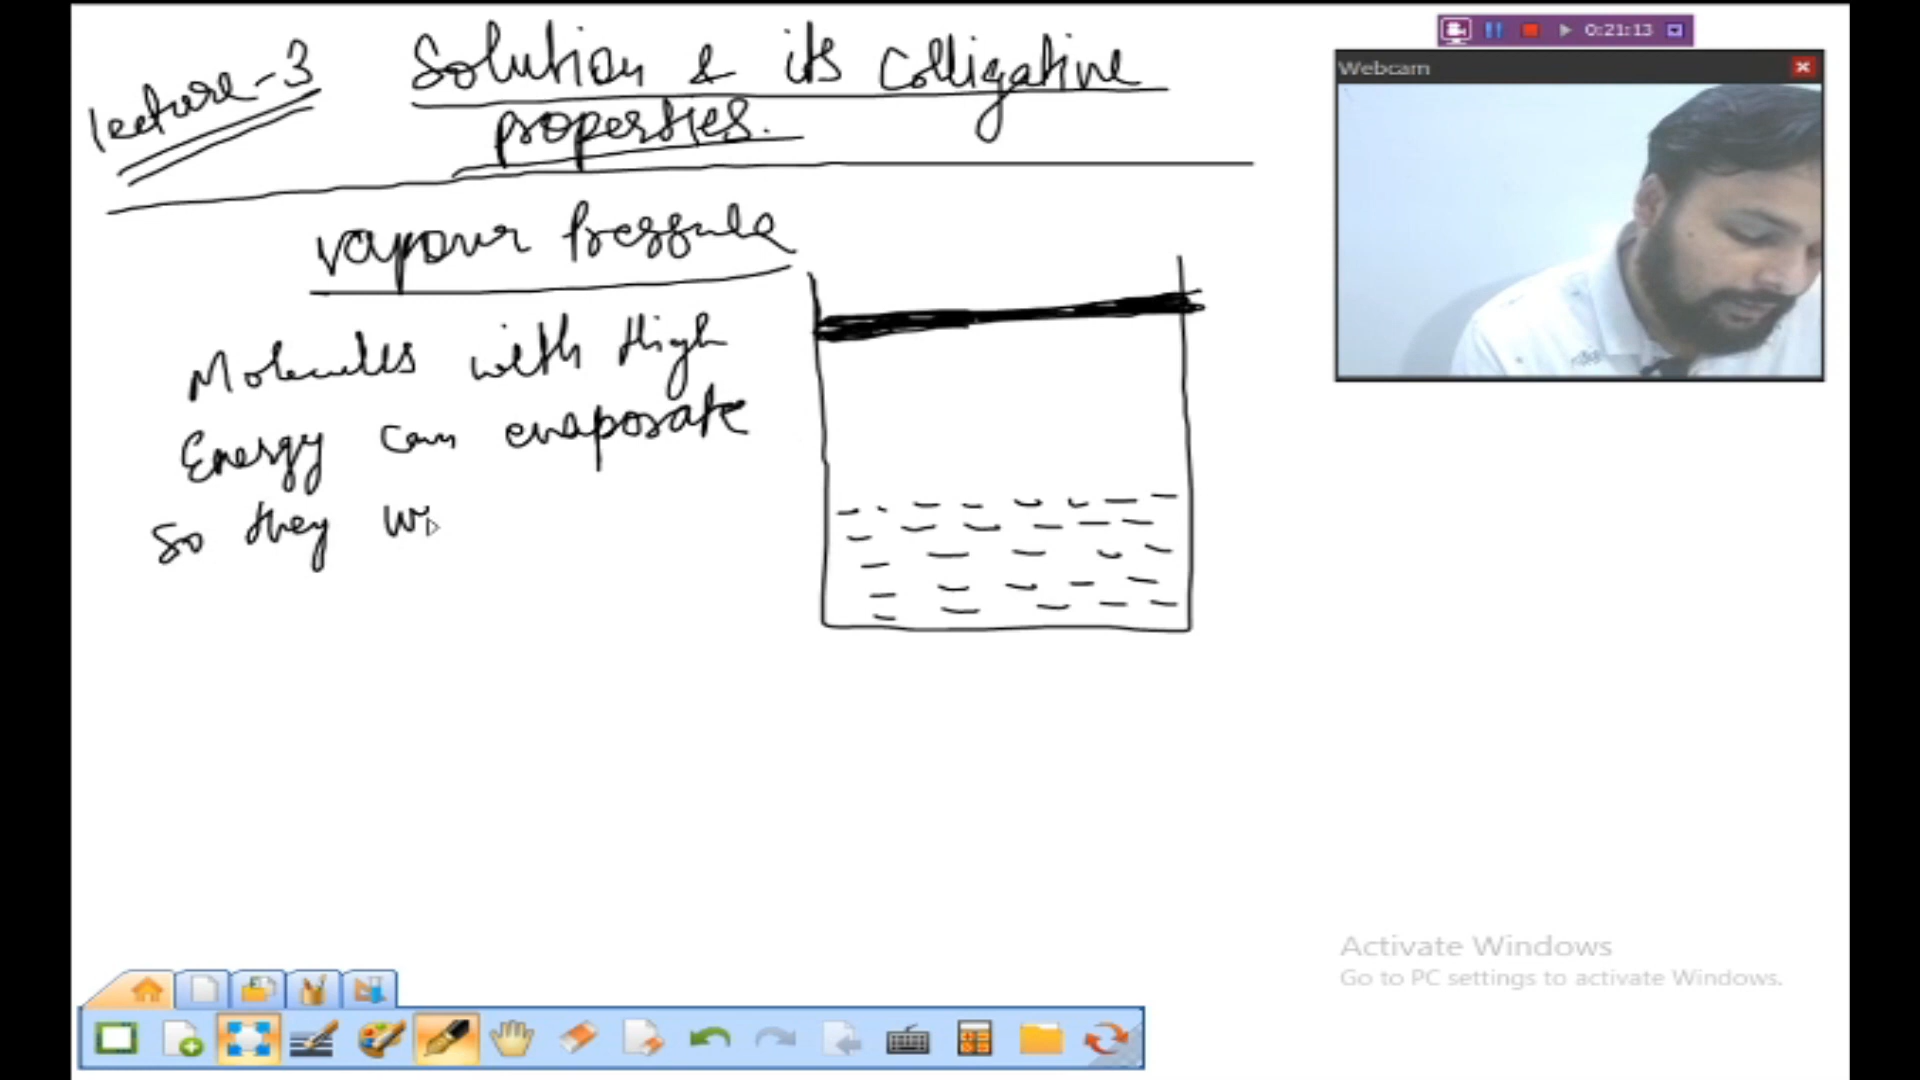 lecture-3
Solution & its Colligative
properties.
Vapour Pressure
Molecules with High
Energy can evaporate
So they Wi
0:21:13
Webcam
Activate Windows
Go to PC settings to activate Windows.